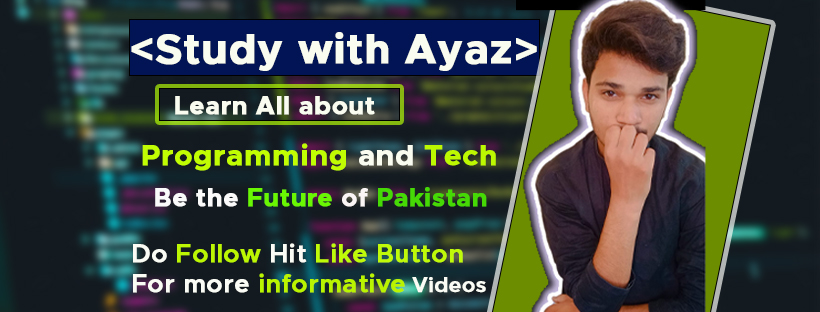 <Study with Ayaz>
Learn All about
Programming and Tech
Be the Future of Pakistan
Do Follow Hit Like Button
For more informative Videos